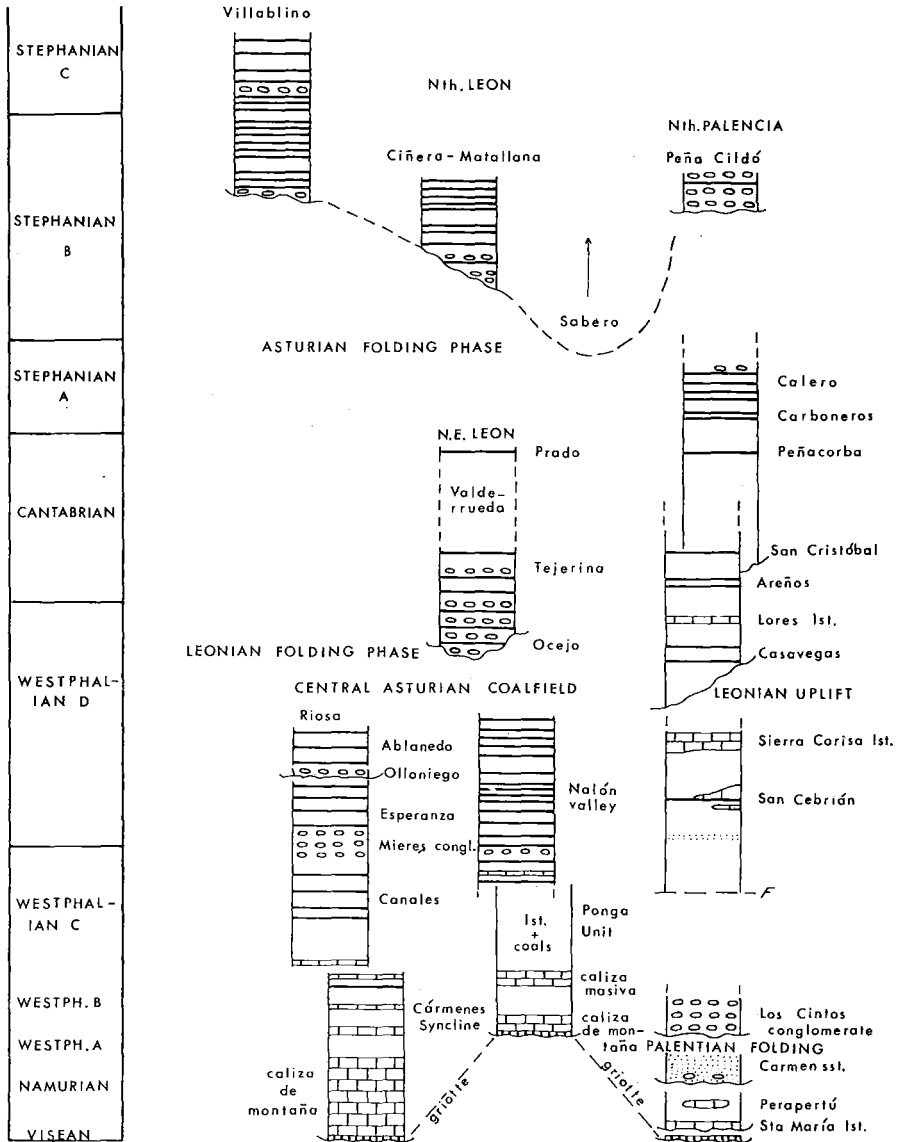 Villablino
STEPHANIAN
C
Nth. LEON
Nth. PALENCIA
Ciñera-Matallana
Peña Cildó
STEPHANIAN
B
Sabero
ASTURIAN FOLDING PHASE
STEPHANIAN
A
Calero
Carboneros
N.E. LEON
Prado
Peñacorba
Valde-
rrueda
CANTABRIAN
San Cristóbal
Tejerina
Areños
Lores lst.
Ocejo
LEONIAN FOLDING PHASE
Casavegas
WESTPHAL-
IAN D
CENTRAL ASTURIAN COALFIELD
LEONIAN UPLIFT
Riosa
Ablanedo
Sierra Corisa lst.
Olloniego
Nalón
valley
San Cebrián
Esperanza
Mieres congl.
F
WESTPHAL-
IAN C
Canales
lst.
+
coals
Ponga
Unit
caliza
masiva
WESTPH. B
Cármenes
Syncline
caliza
de mon-
taña
Los Cintos
conglomerate
WESTPH. A
PALENTIAN FOLDING
Carmen sst.
NAMURIAN
caliza
de
montaña
griotte
griotte
Perapertú
VISEAN
Sta María lst.